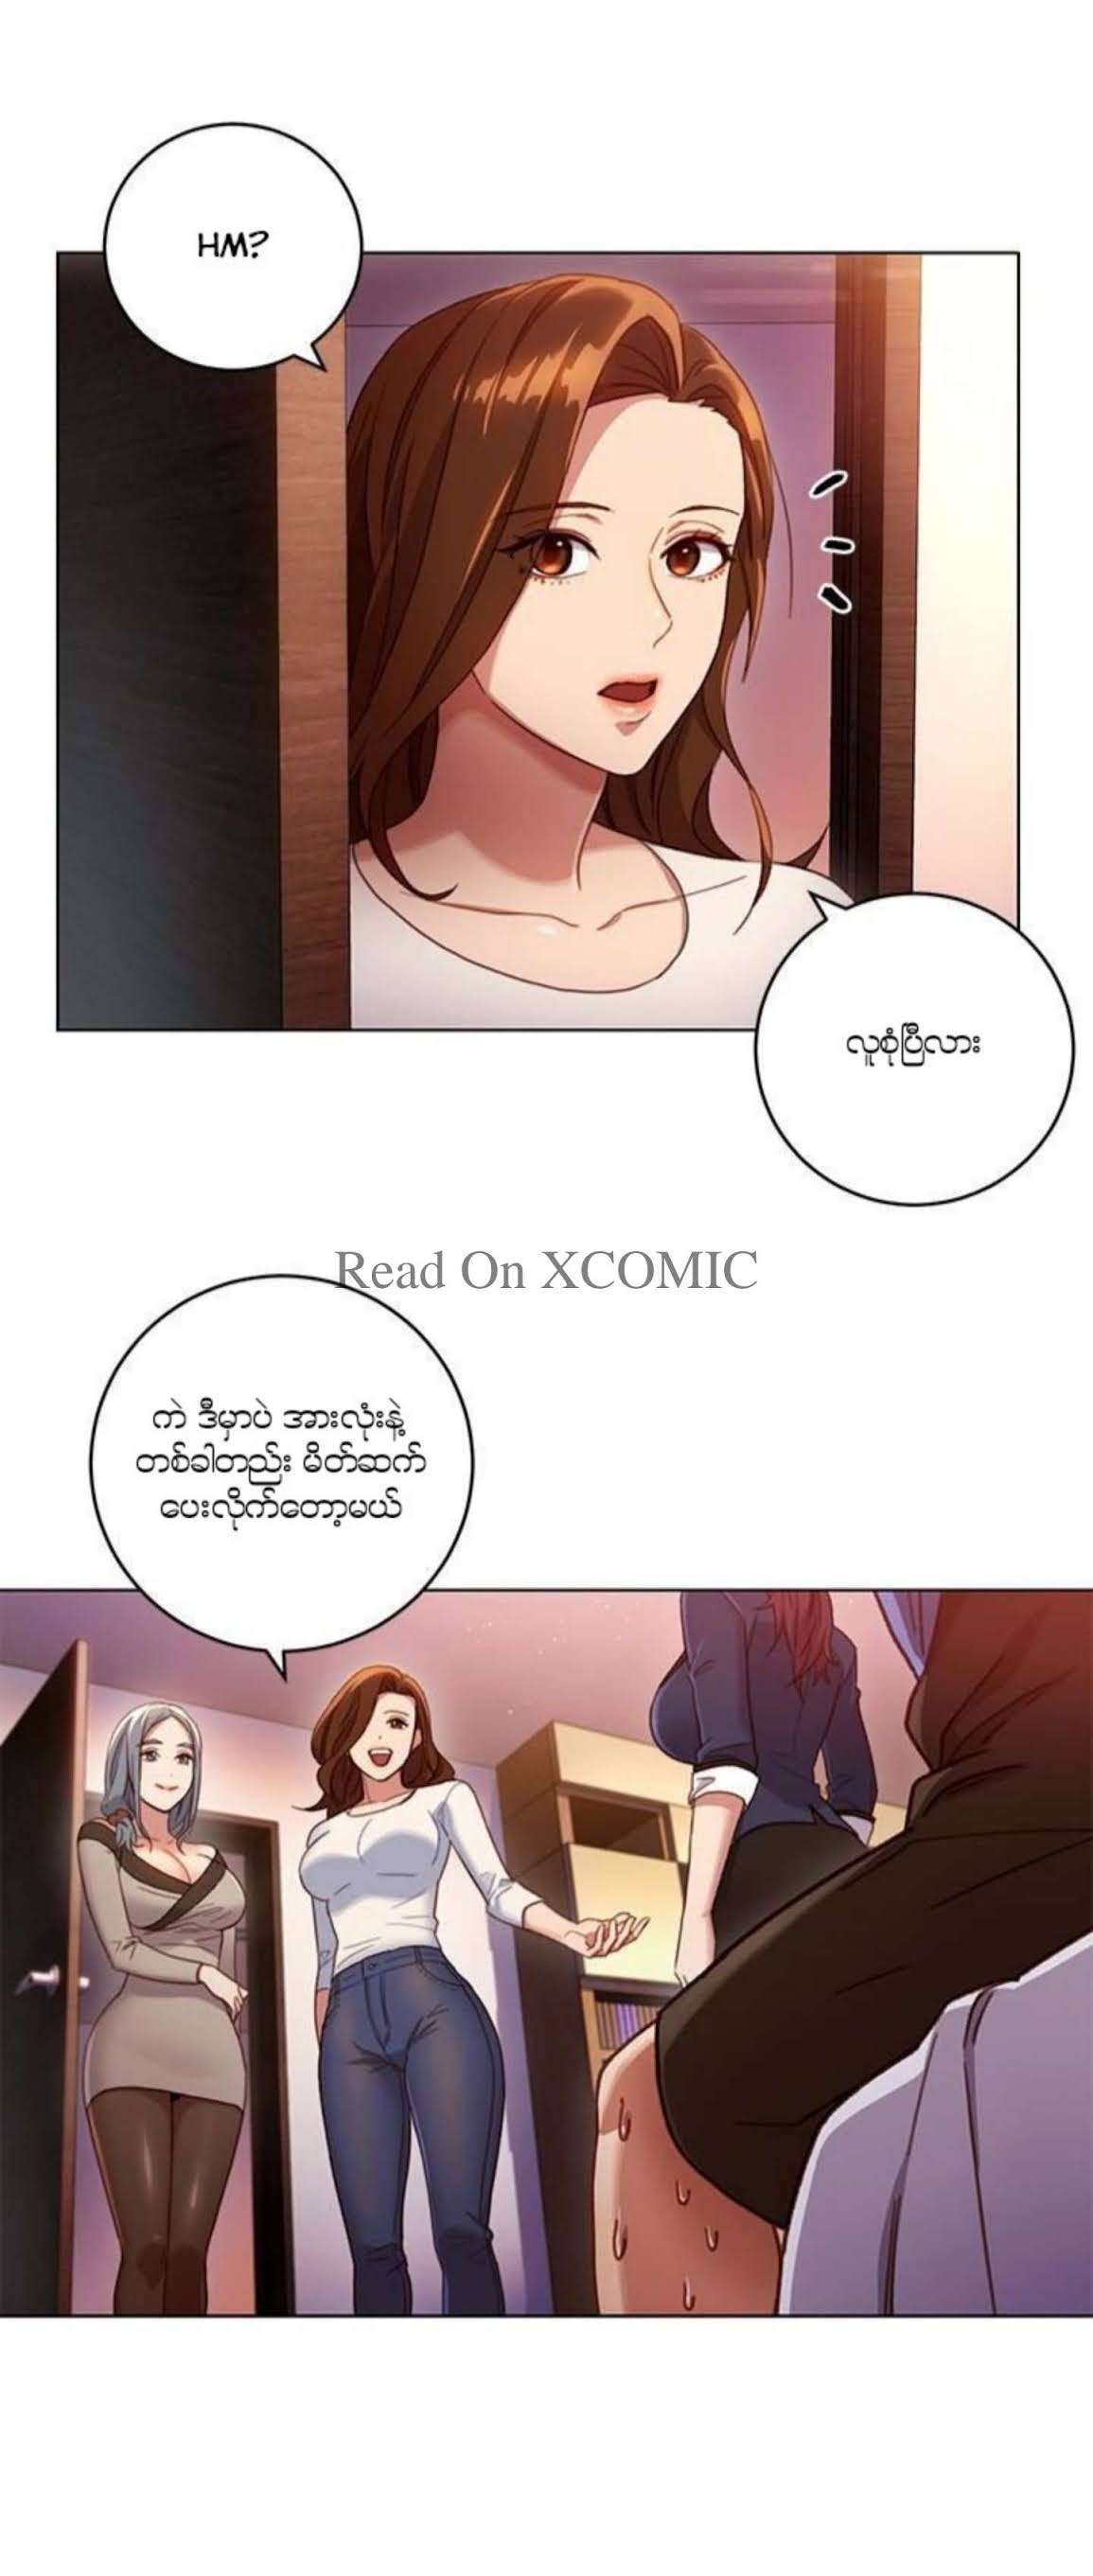 HM?
လူစုံပြီလား
Read On XCOMIC
ကဲ ဒီမှာပဲ အားလုံးနဲ့
တစ်ခါတည်း မိတ်ဆက်
ပေးလိုက်တော့မယ်